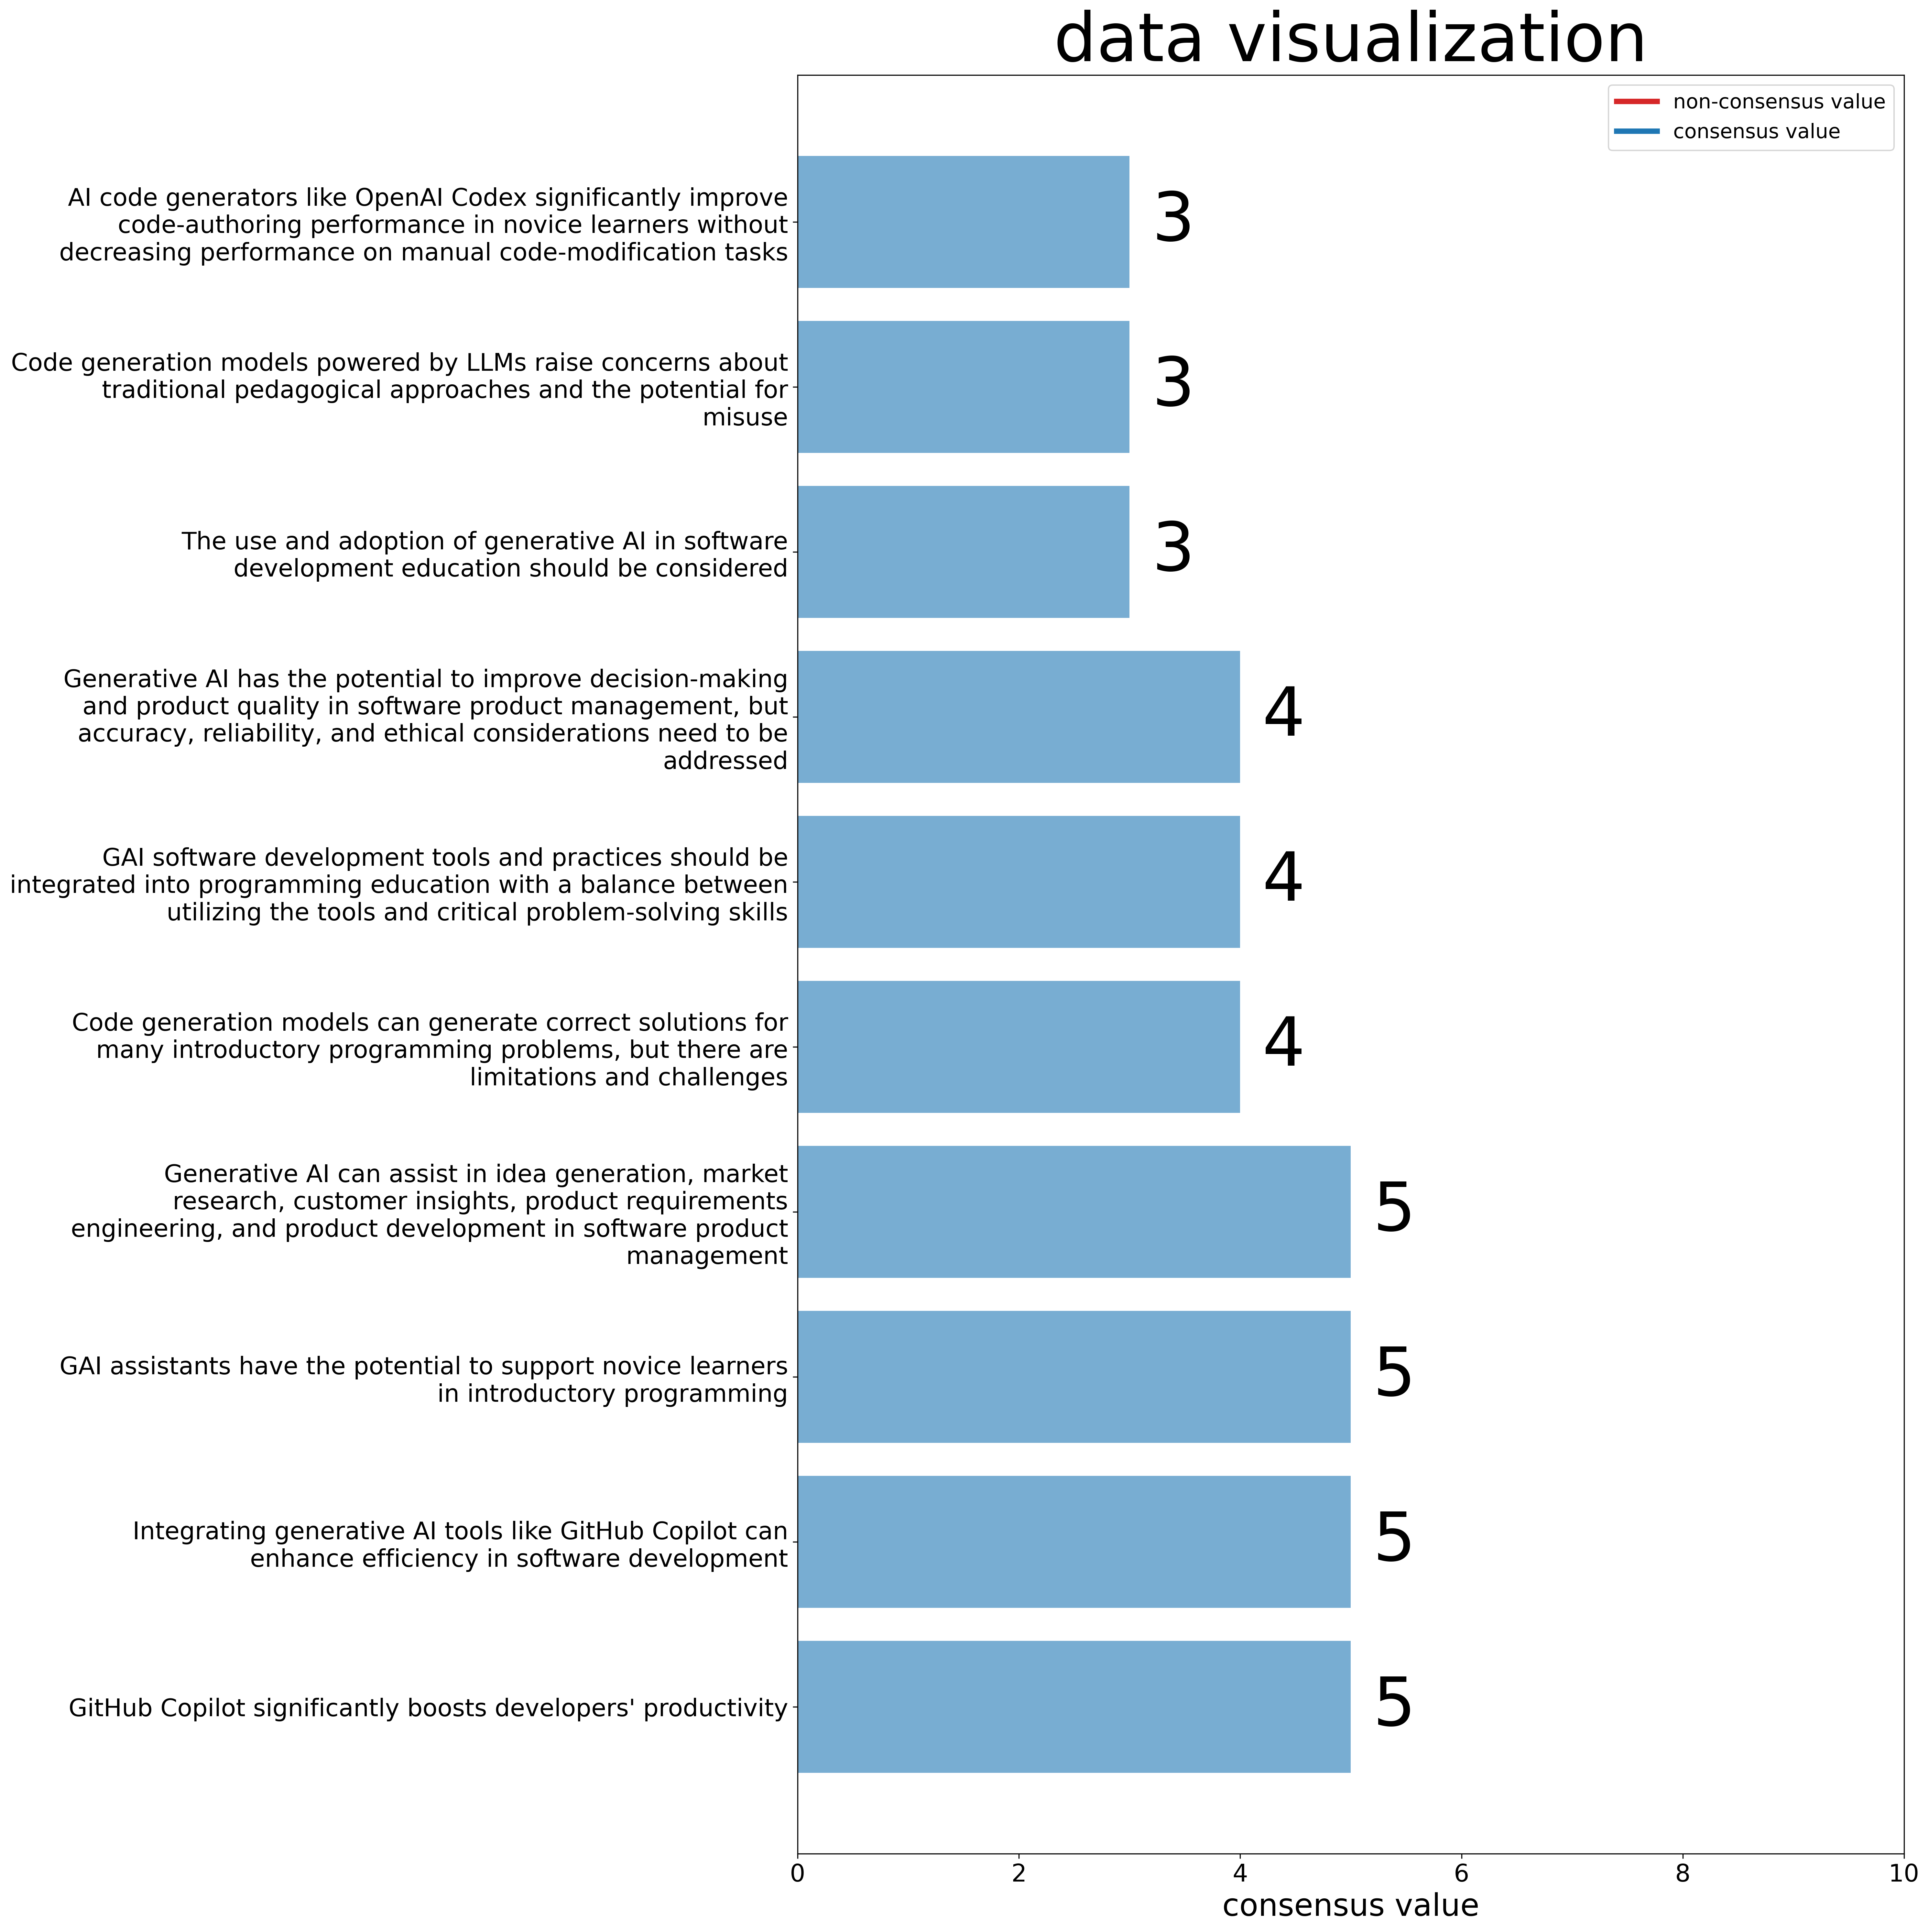 data visualization
non-consensus value
consensus value
AI code generators like OpenAI Codex significantly improve
code-authoring performance in novice learners without
decreasing performance on manual code-modification tasks
3
Code generation models powered by LLMs raise concerns about
traditional pedagogical approaches and the potential for
misuse
3
The use and adoption of generative AI in software
development education should be considered
3
Generative AI has the potential to improve decision-making
and product quality in software product management, but
accuracy, reliability, and ethical considerations need to be
addressed
4
GAI software development tools and practices should be
integrated into programming education with a balance between
utilizing the tools and critical problem-solving skills
4
Code generation models can generate correct solutions for
many introductory programming problems, but there are
limitations and challenges
4
Generative AI can assist in idea generation, market
research, customer insights, product requirements
engineering, and product development in software product
management
5
GAI assistants have the potential to support novice learners
in introductory programming
5
Integrating generative AI tools like GitHub Copilot can
enhance efficiency in software development
5
GitHub Copilot significantly boosts developers' productivity
5
0 2 4 6 8 10
consensus value